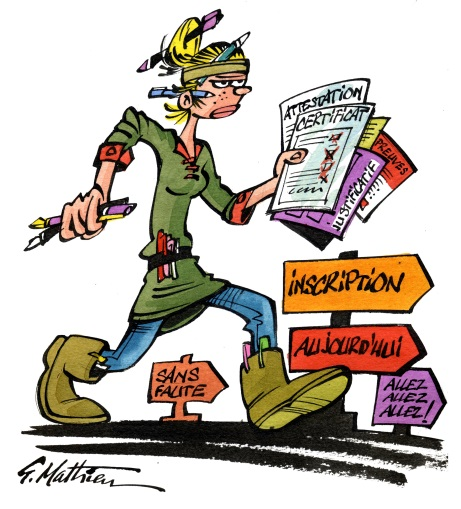 ATTESTATION
CERTIFICAT
PREUVES
!!!!!
JUSTIFICATIF
INSCRIPTION
AUJOURD'HUI
SANS
FAUTE
ALLEZ
ALLEZ
ALLEZ!
G. Mathieu